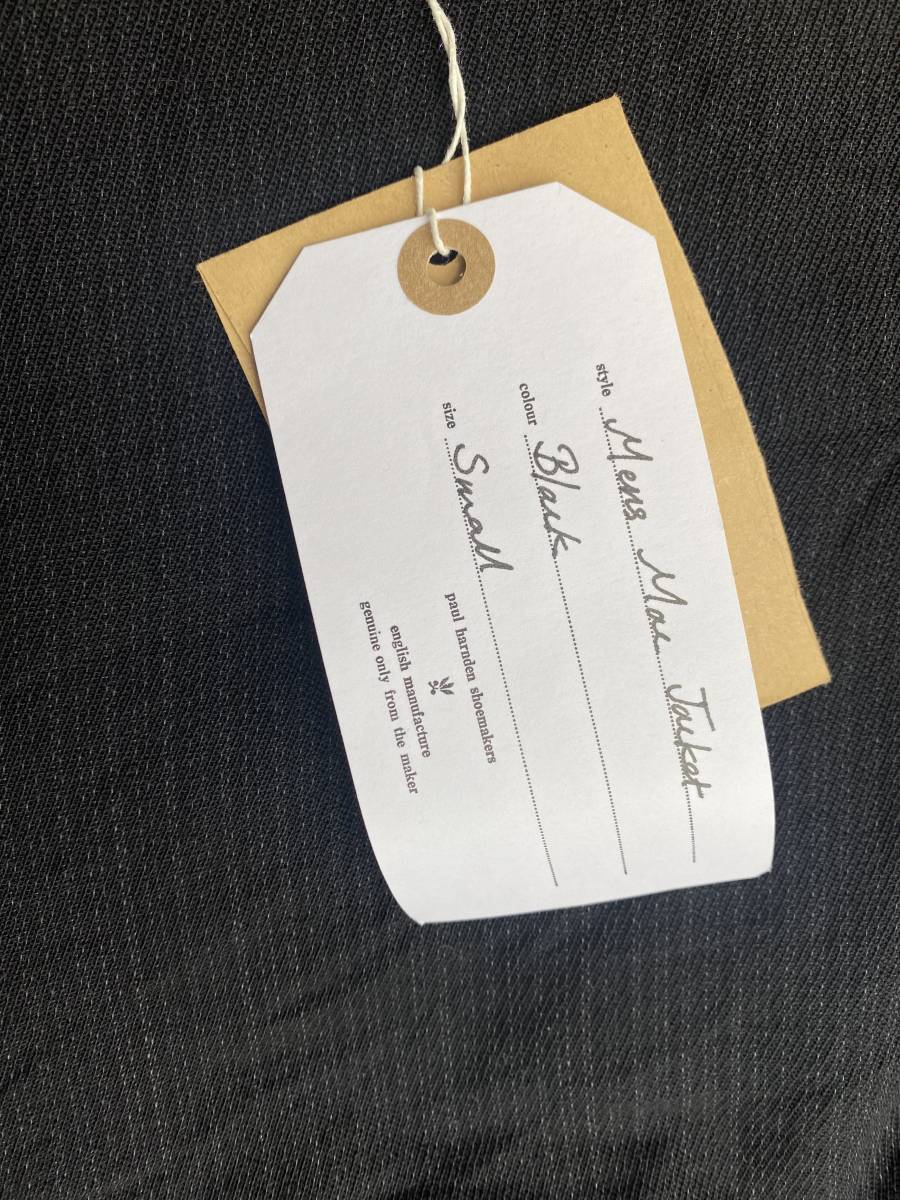 style Mens Mac Jacket
colour Black
size Small
paul harnden shoemakers
english manufacture
genuine only from the maker